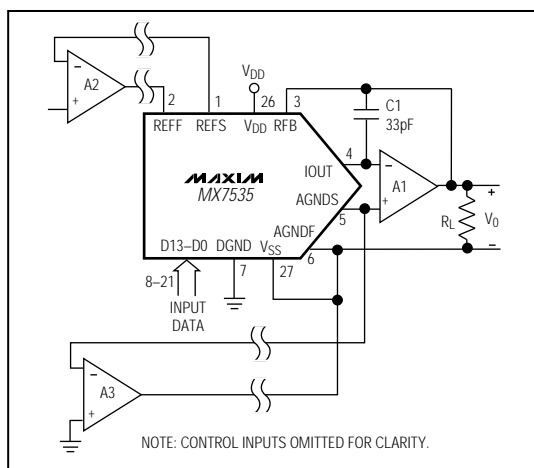 A2
–
+
2
1
VDD
26
3
REFF
REFS
VDD
RFB
C1
33pF
MAXIM
MX7535
IOUT
4
–
A1
+
AGNDS
5
AGNDF
6
RL
+
VO
–
D13–D0
DGND
VSS
8–21
7
27
INPUT
DATA
–
A3
+
NOTE: CONTROL INPUTS OMITTED FOR CLARITY.